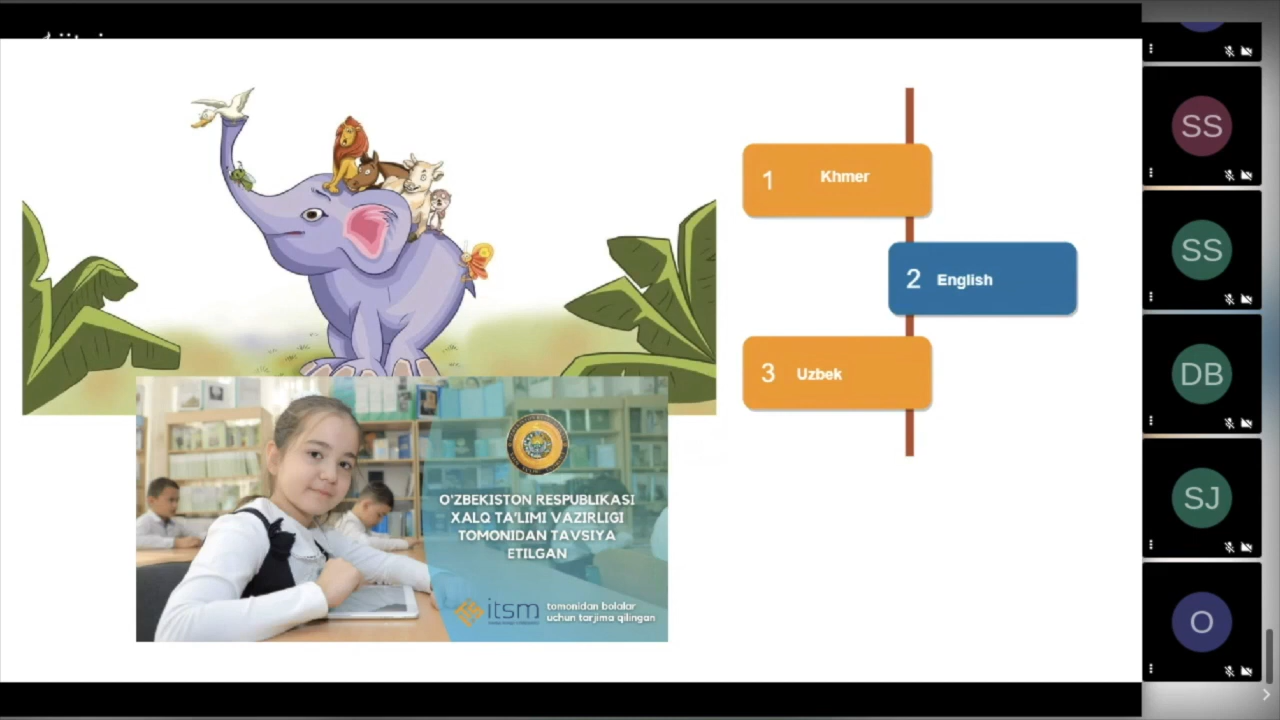 1 Khmer
2 English
3 Uzbek
O'ZBEKISTON RESPUBLIKASI
XALQ TA'LIMI VAZIRLIGI
TOMONIDAN TAVSIYA
ETILGAN
itsm
tomonidan bolalar
uchun tarjima qilingan
SS
SS
DB
SJ
O